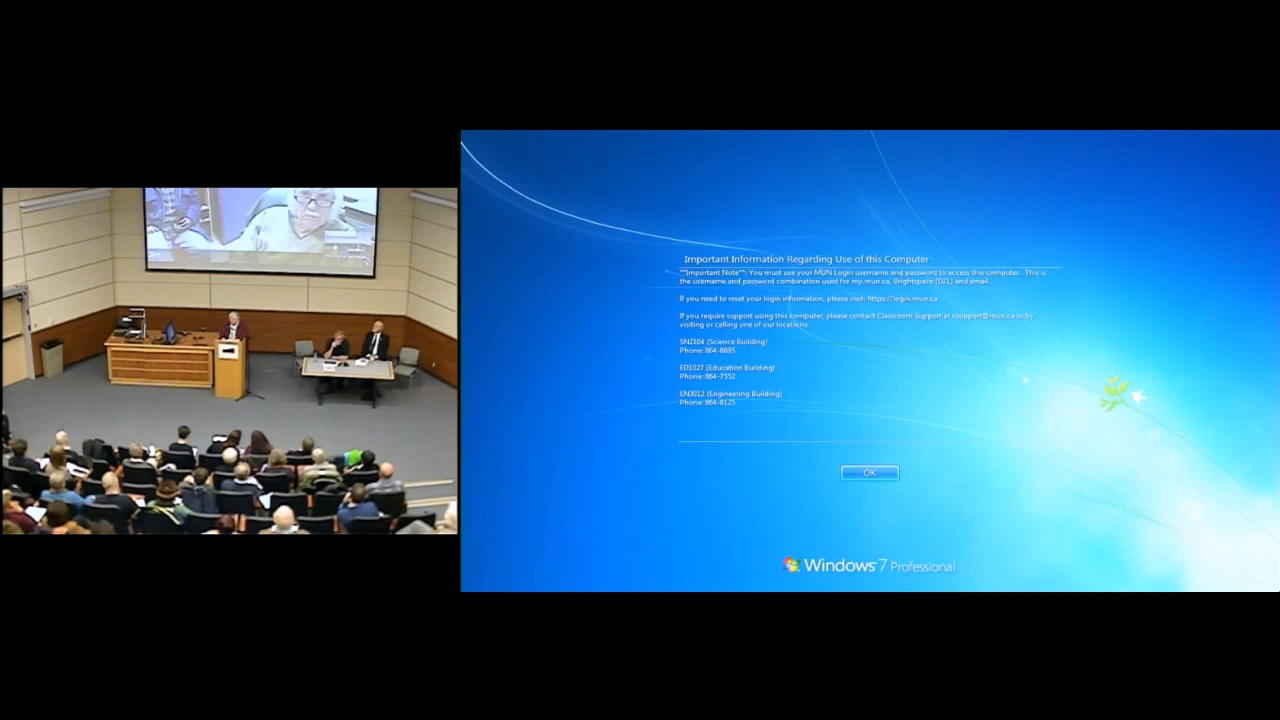 Important Information Regarding Use of this Computer
**Important Note**: You must use your MUN Login username and password to access this computer. This is
the username and password combination used for my.mun.ca, Brightspace (D2L) and email.
If you need to reset your login information, please visit: https://login.mun.ca
If you require support using this computer, please contact Classroom Support at csupport@mun.ca or by
visiting or calling one of our locations:
SN2104 (Science Building)
Phone: 864-8695
ED1027 (Education Building)
Phone: 864-7552
EN3012 (Engineering Building)
Phone: 864-8125
OK
Windows 7 Professional